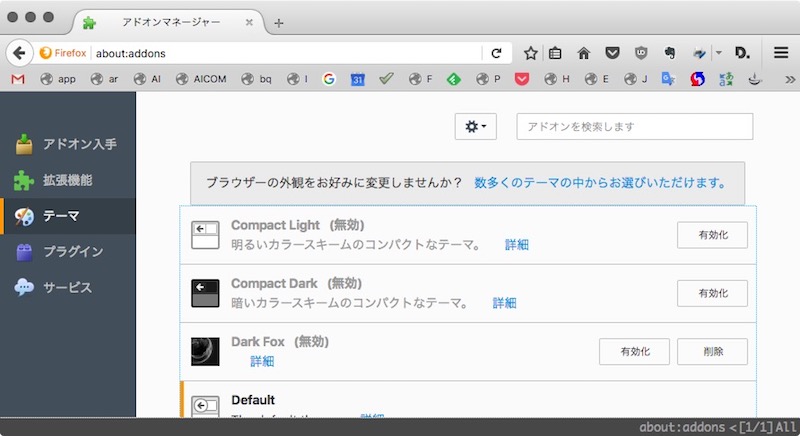 アドオンマネージャー
Firefox about:addons
app ar AI AICOM bq I F P H E J
アドオンを検索します
アドオン入手
拡張機能
テーマ
プラグイン
サービス
ブラウザーの外観をお好みに変更しませんか？ 数多くのテーマの中からお選びいただけます。
Compact Light (無効)
明るいカラースキームのコンパクトなテーマ。 詳細
有効化
Compact Dark (無効)
暗いカラースキームのコンパクトなテーマ。 詳細
有効化
Dark Fox (無効)
詳細
有効化 削除
Default
詳細
about:addons <[1/1]All